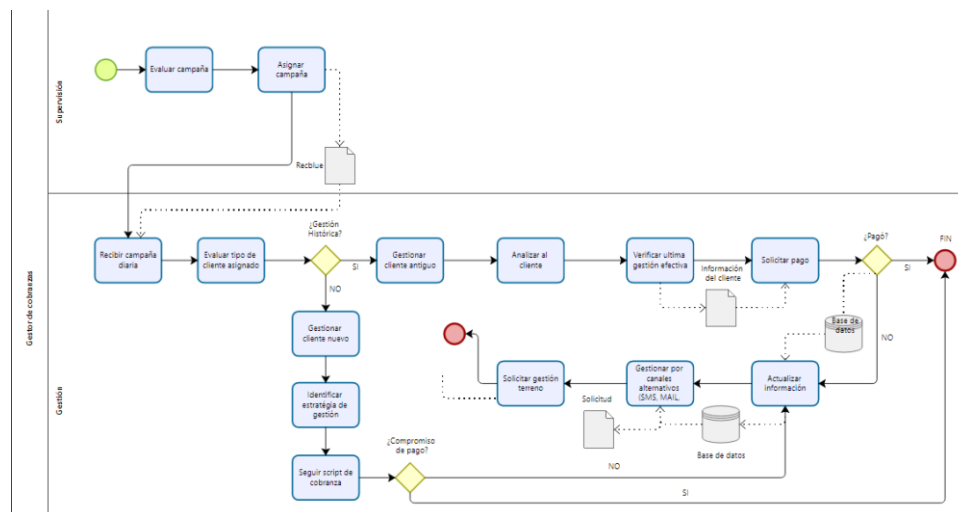 Gestor de cobranzas
Supervisión
Evaluar campaña
Asignar
campaña
Recblue
Gestión
Recibir campaña
diaria
Evaluar tipo de
cliente asignado
¿Gestión
Histórica?
SI
NO
Gestionar
cliente antiguo
Analizar al
cliente
Verificar ultima
gestión efectiva
Información
del cliente
Solicitar pago
¿Pagó?
SI
FIN
NO
Base de
datos
Gestionar
cliente nuevo
Solicitar gestión
terreno
Gestionar por
canales
alternativos
(SMS, MAIL,
Actualizar
información
Identificar
estratégia de
gestión
Solicitud
Base de datos
Seguir script de
cobranza
¿Compromiso
de pago?
NO
SI